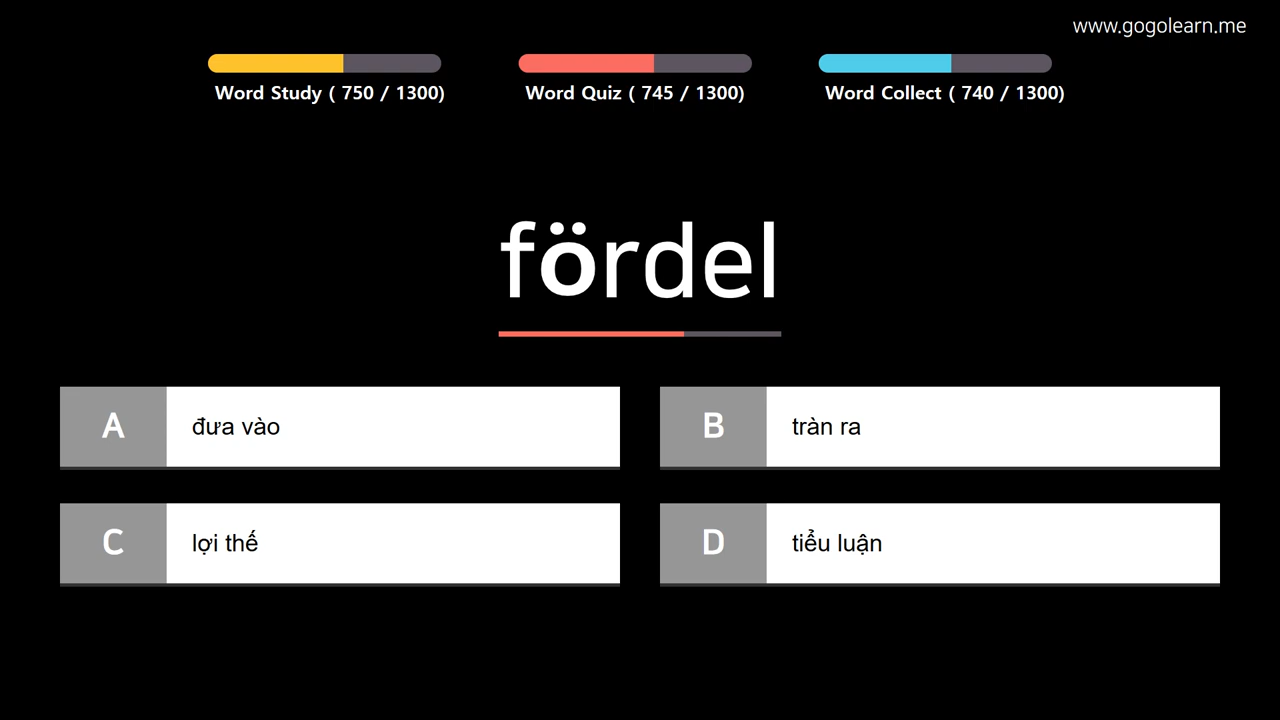 www.gogolearn.me
Word Study ( 750 / 1300)
Word Quiz ( 745 / 1300)
Word Collect ( 740 / 1300)
fördel
A
đưa vào
B
tràn ra
C
lợi thế
D
tiểu luận